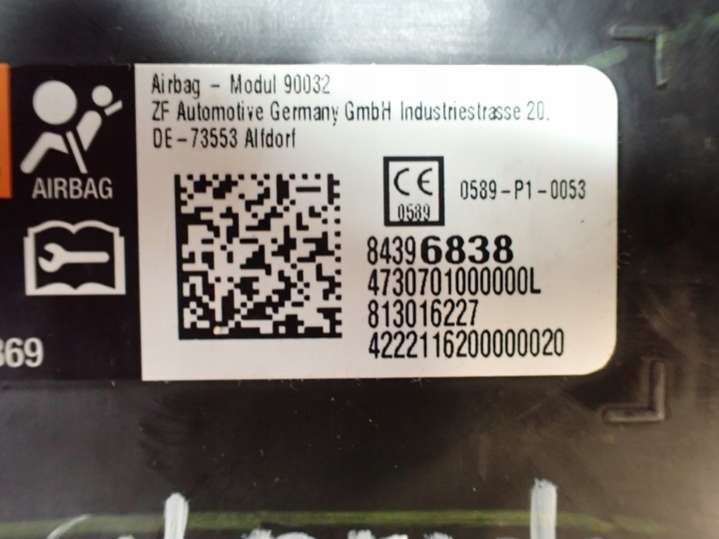 Airbag - Modul 90032
ZF Automotive Germany GmbH Industriestrasse 20,
DE-73553 Alfdorf
AIRBAG
CE
0589
0589-P1-0053
84396838
4730701000000L
813016227
4222116200000020
369